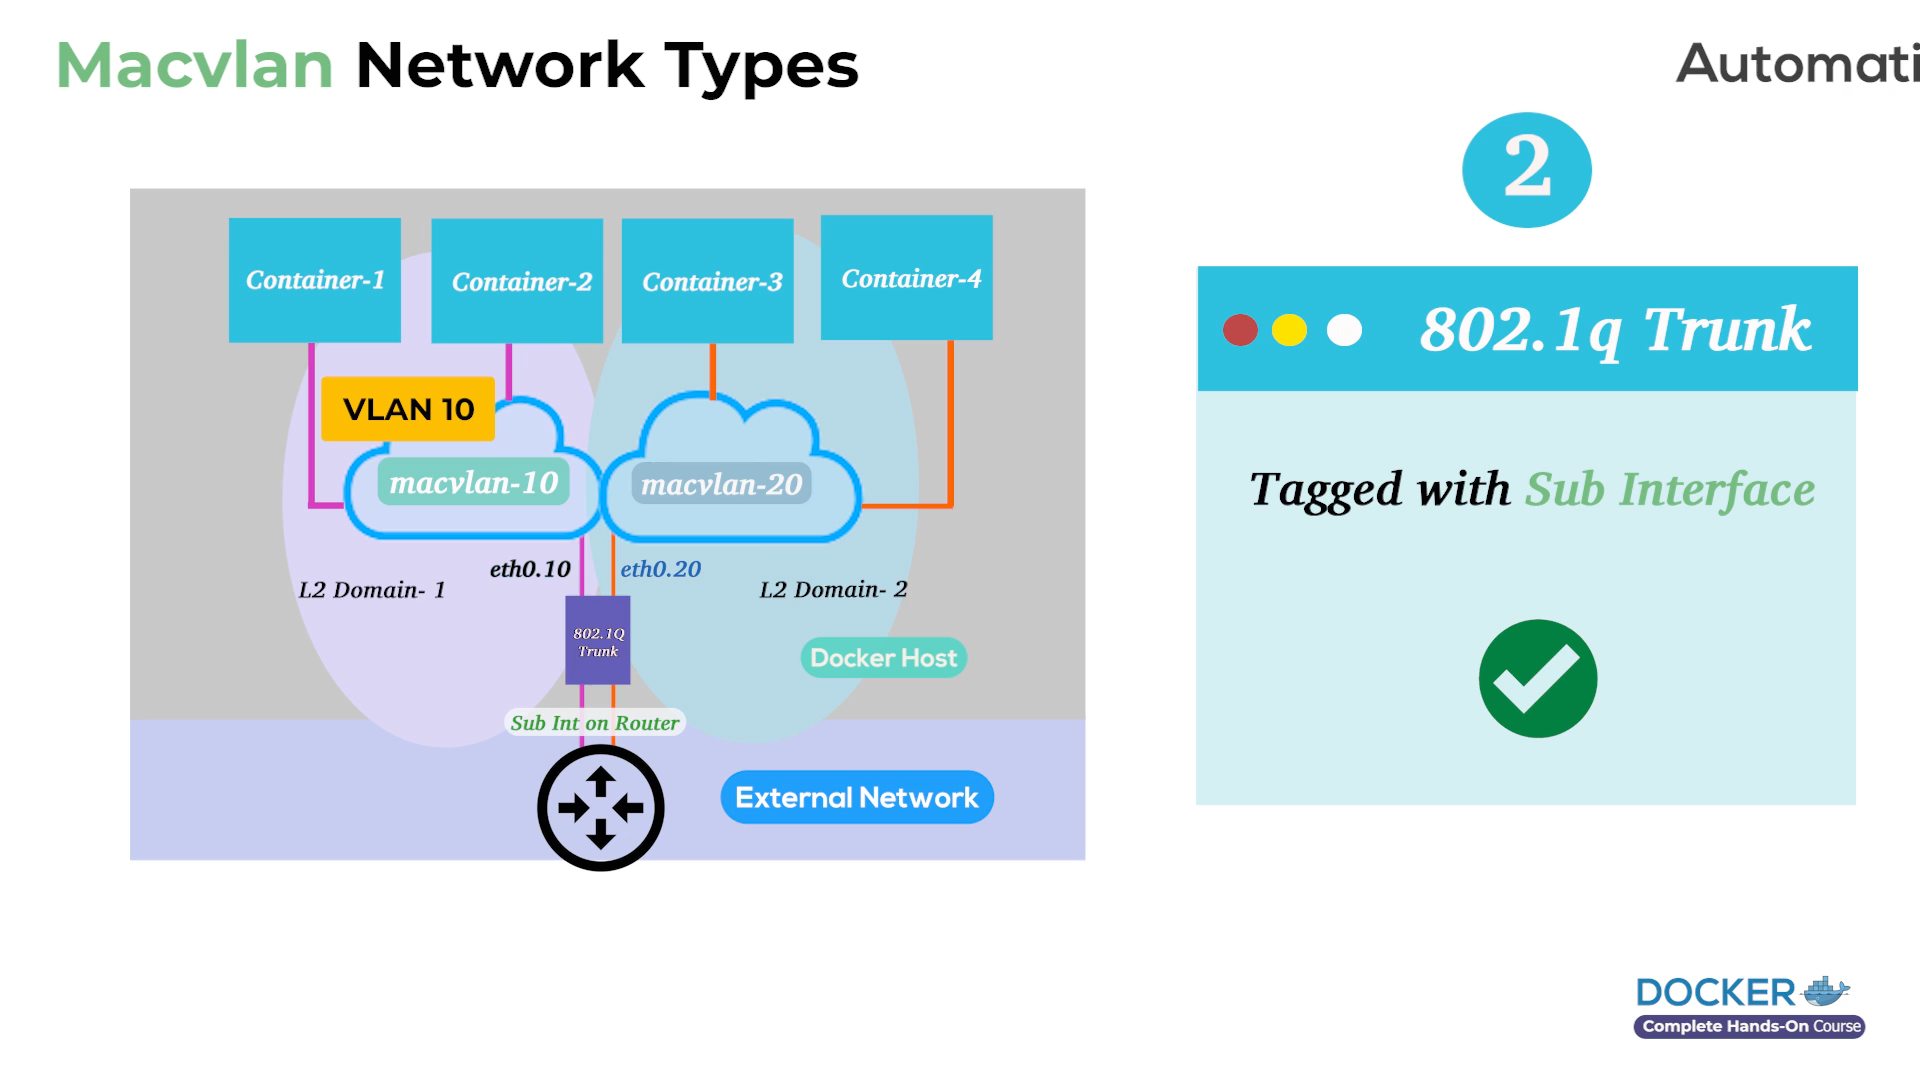 Macvlan Network Types
Automati
2
Container-1
Container-2
Container-3
Container-4
802.1q Trunk
VLAN 10
macvlan-10
macvlan-20
Tagged with Sub Interface
eth0.10
eth0.20
L2 Domain- 1
L2 Domain- 2
802.1Q
Trunk
Docker Host
Sub Int on Router
External Network
DOCKER
Complete Hands-On Course